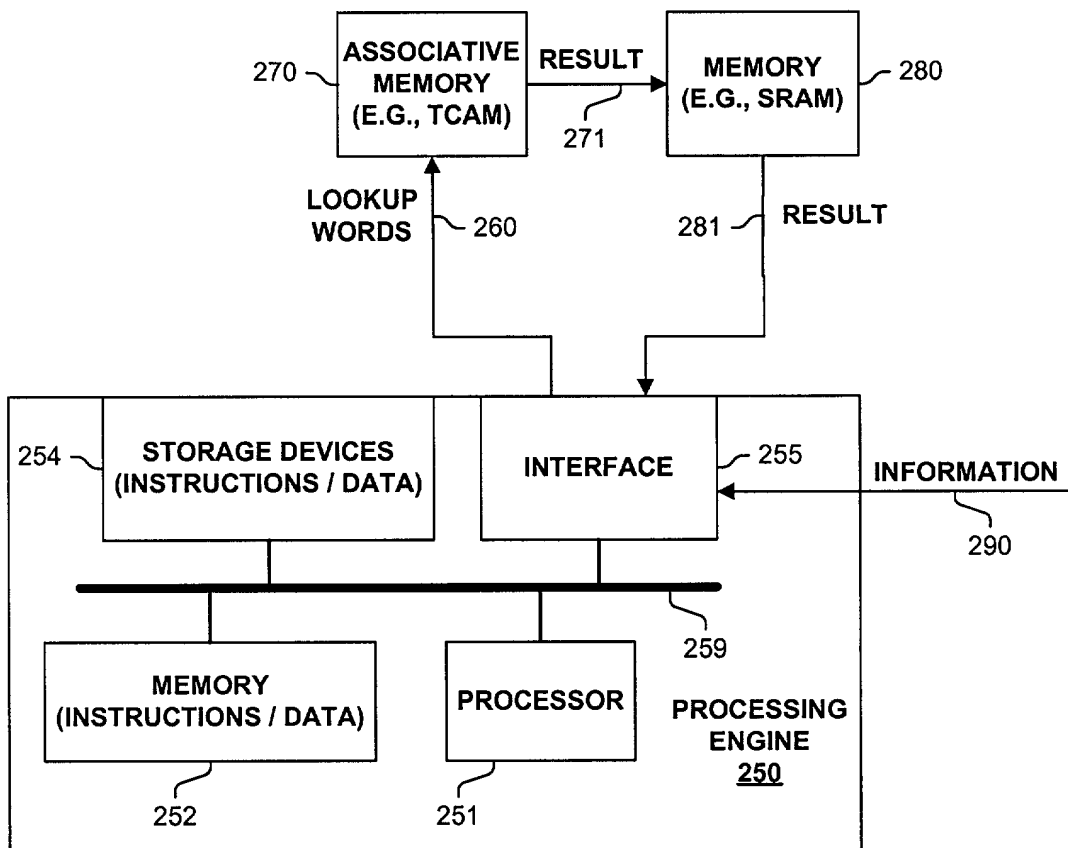 ASSOCIATIVE
MEMORY
(E.G., TCAM)
270
RESULT
271
MEMORY
(E.G., SRAM)
280
LOOKUP
WORDS
260
281
RESULT
254
STORAGE DEVICES
(INSTRUCTIONS / DATA)
INTERFACE
255
INFORMATION
290
259
MEMORY
(INSTRUCTIONS / DATA)
252
PROCESSOR
251
PROCESSING
ENGINE
250